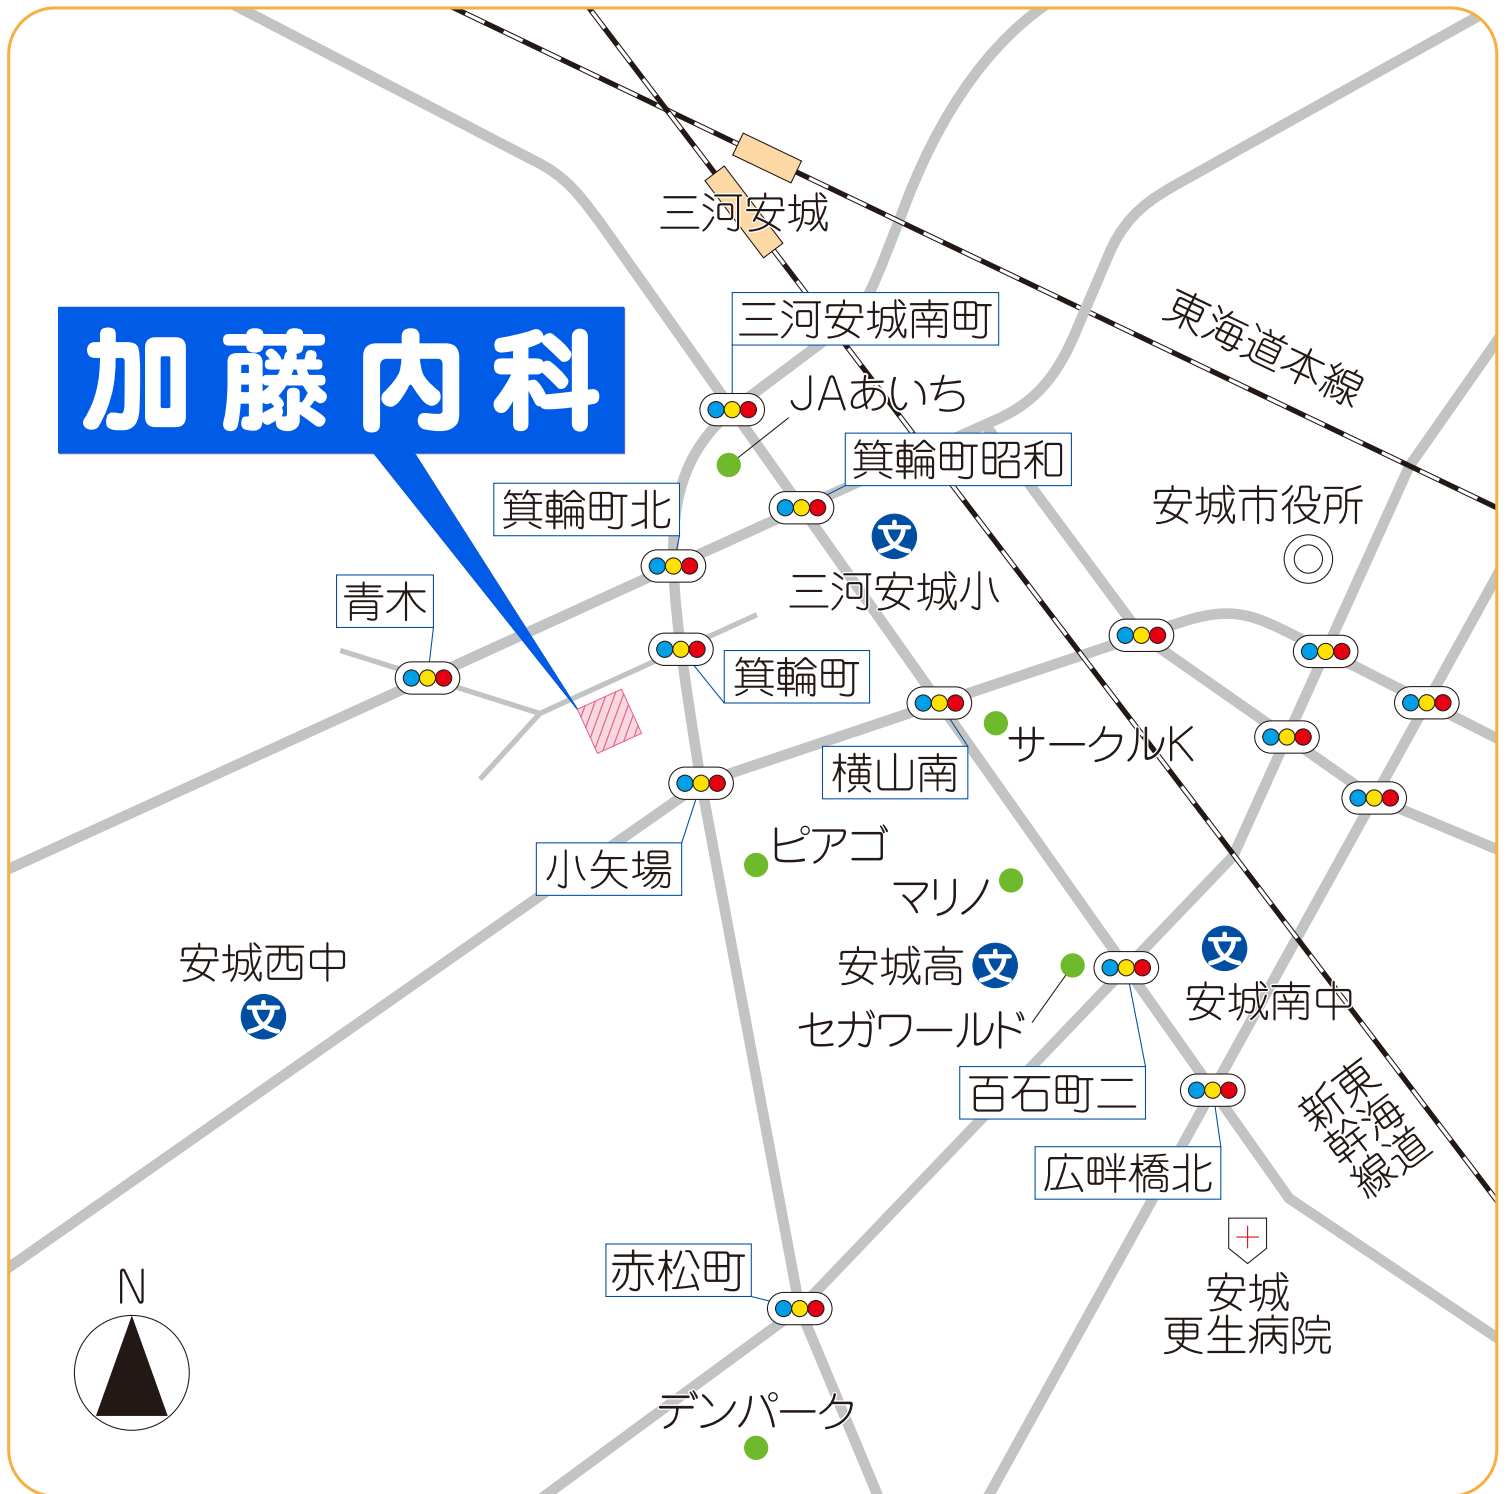 三河安城
東海道本線
三河安城南町
加藤内科
JAあいち
箕輪町昭和
箕輪町北
安城市役所
文
三河安城小
青木
箕輪町
サークルK
横山南
ピアゴ
小矢場
マリノ
安城西中
文
安城高
文
文
安城南中
セガワールド
百石町二
東海道
新幹線
広畔橋北
赤松町
安城
更生病院
N
デンパーク